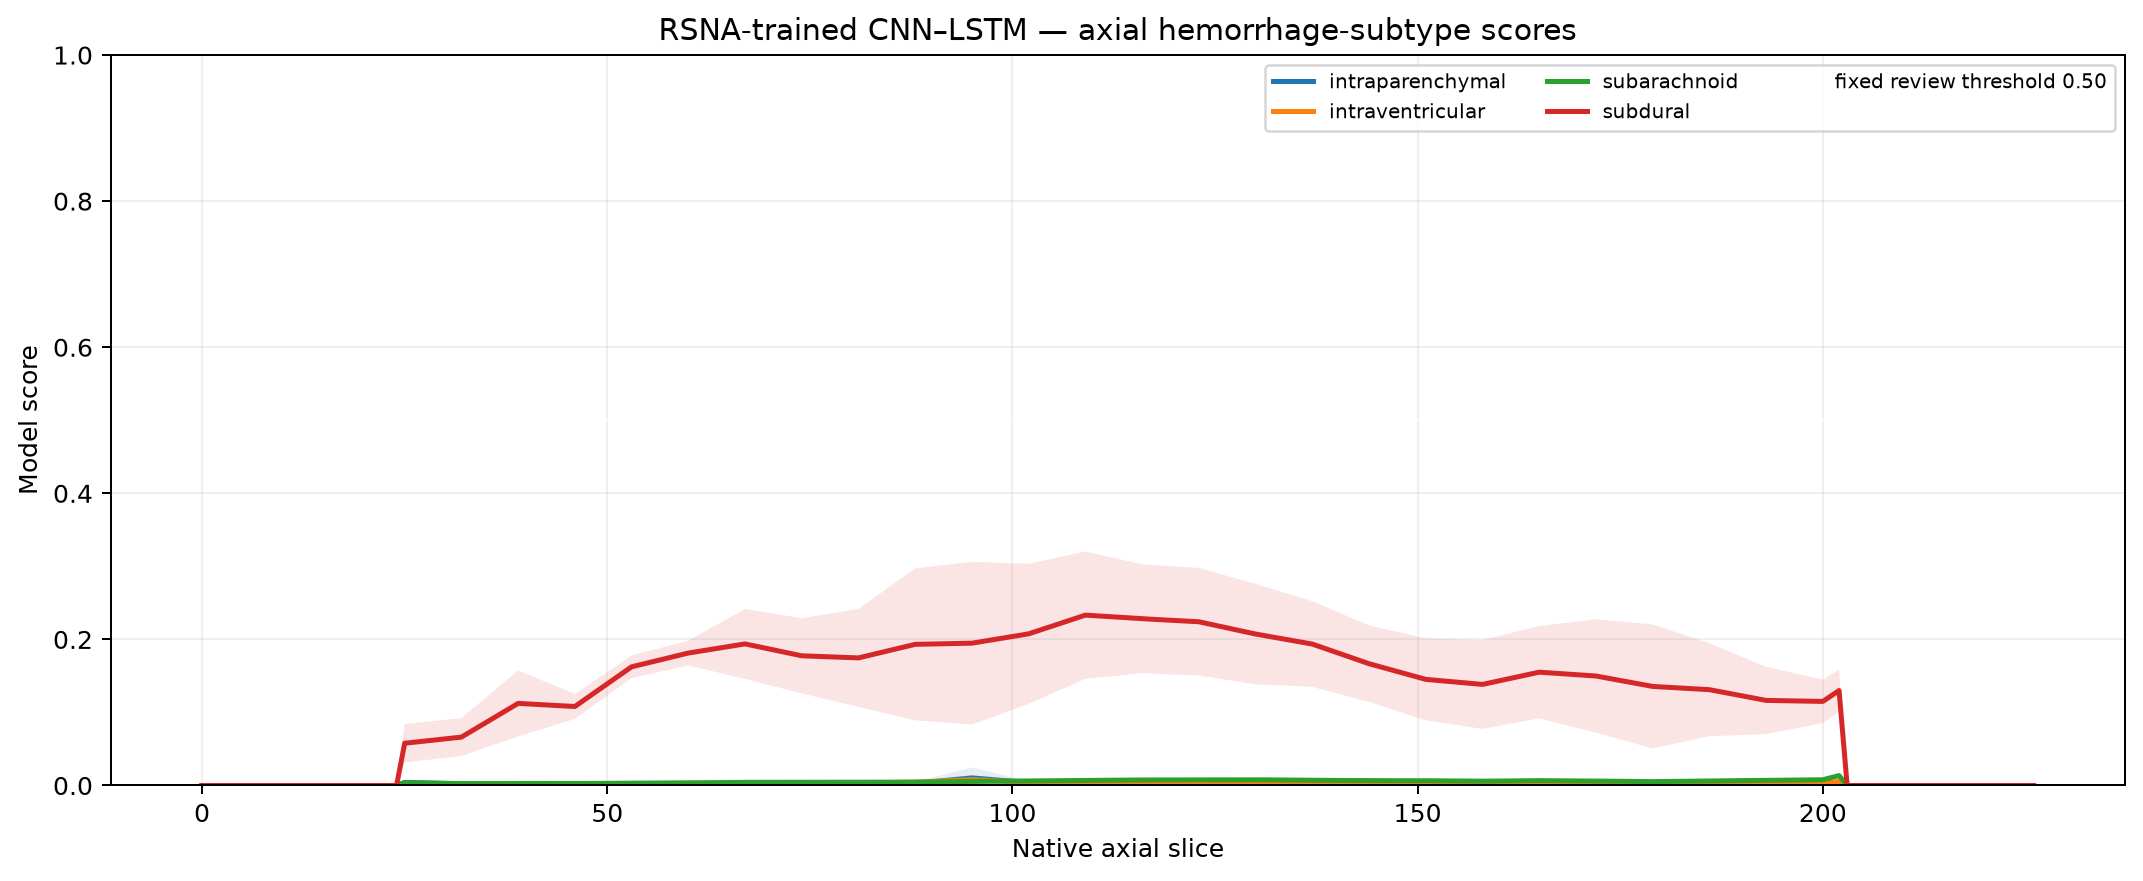 RSNA-trained CNN–LSTM — axial hemorrhage-subtype scores
intraparenchymal
intraventricular
subarachnoid
subdural
fixed review threshold 0.50
1.0
0.8
0.6
0.4
0.2
0.0
Model score
0 50 100 150 200
Native axial slice